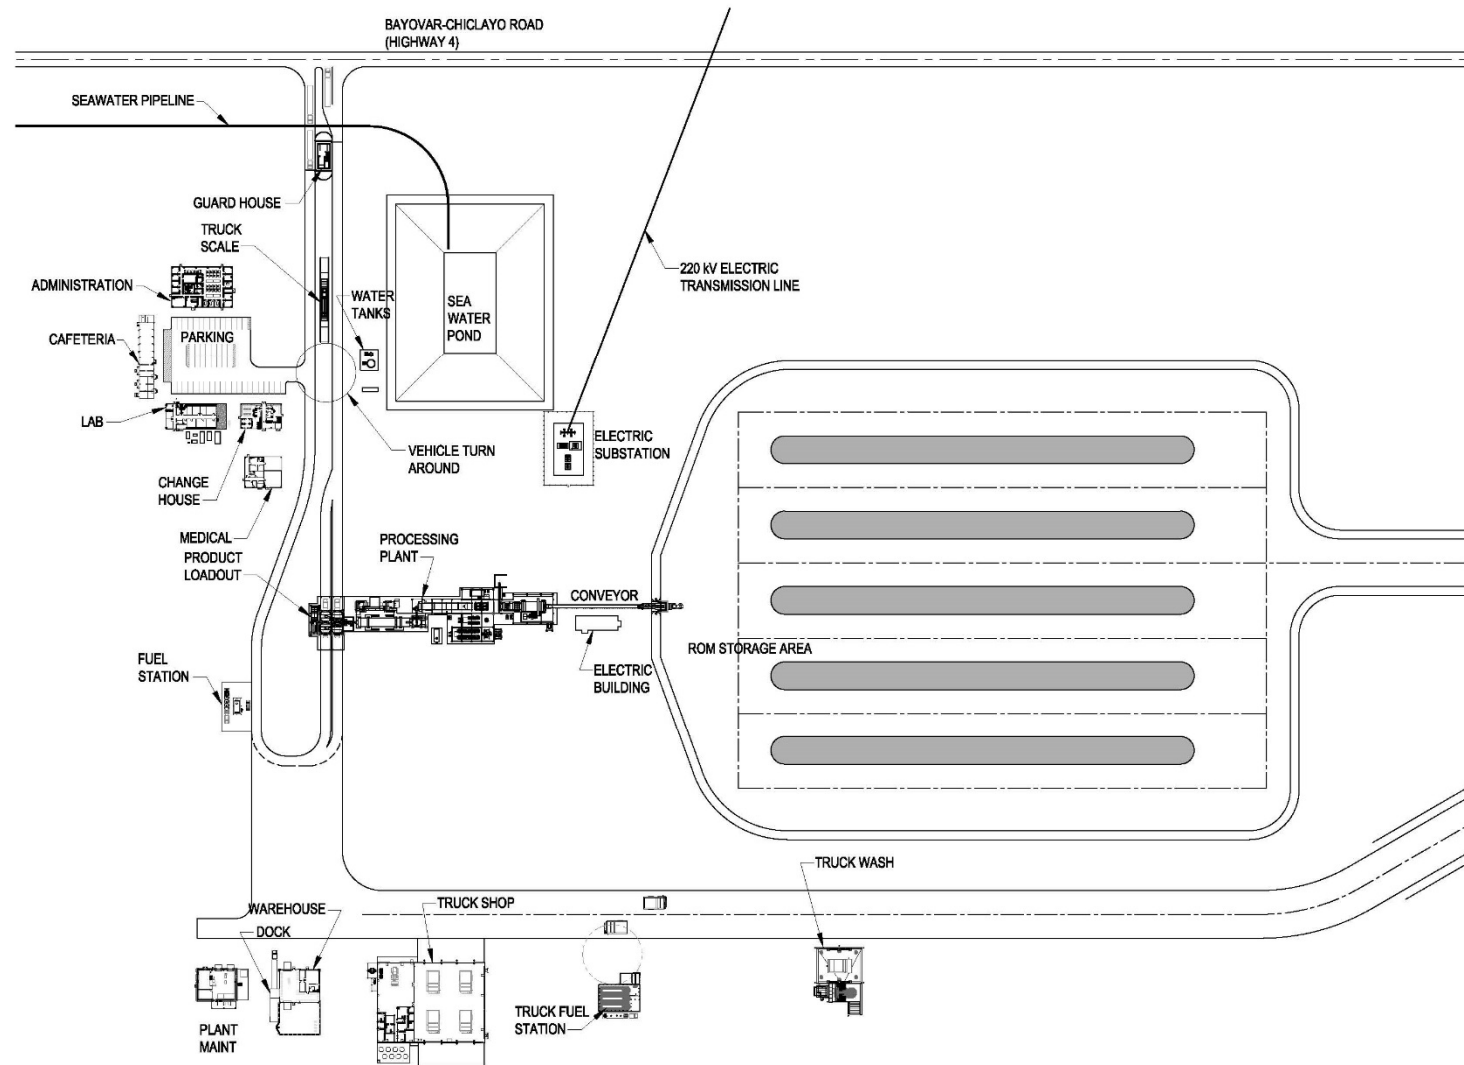 BAYOVAR-CHICLAYO ROAD
(HIGHWAY 4)
SEAWATER PIPELINE
GUARD HOUSE
TRUCK
SCALE
ADMINISTRATION
WATER
TANKS
SEA
WATER
POND
220 kV ELECTRIC
TRANSMISSION LINE
CAFETERIA
PARKING
LAB
VEHICLE TURN
AROUND
ELECTRIC
SUBSTATION
CHANGE
HOUSE
MEDICAL
PRODUCT
LOADOUT
PROCESSING
PLANT
CONVEYOR
ROM STORAGE AREA
FUEL
STATION
ELECTRIC
BUILDING
TRUCK WASH
WAREHOUSE
DOCK
TRUCK SHOP
PLANT
MAINT
TRUCK FUEL
STATION